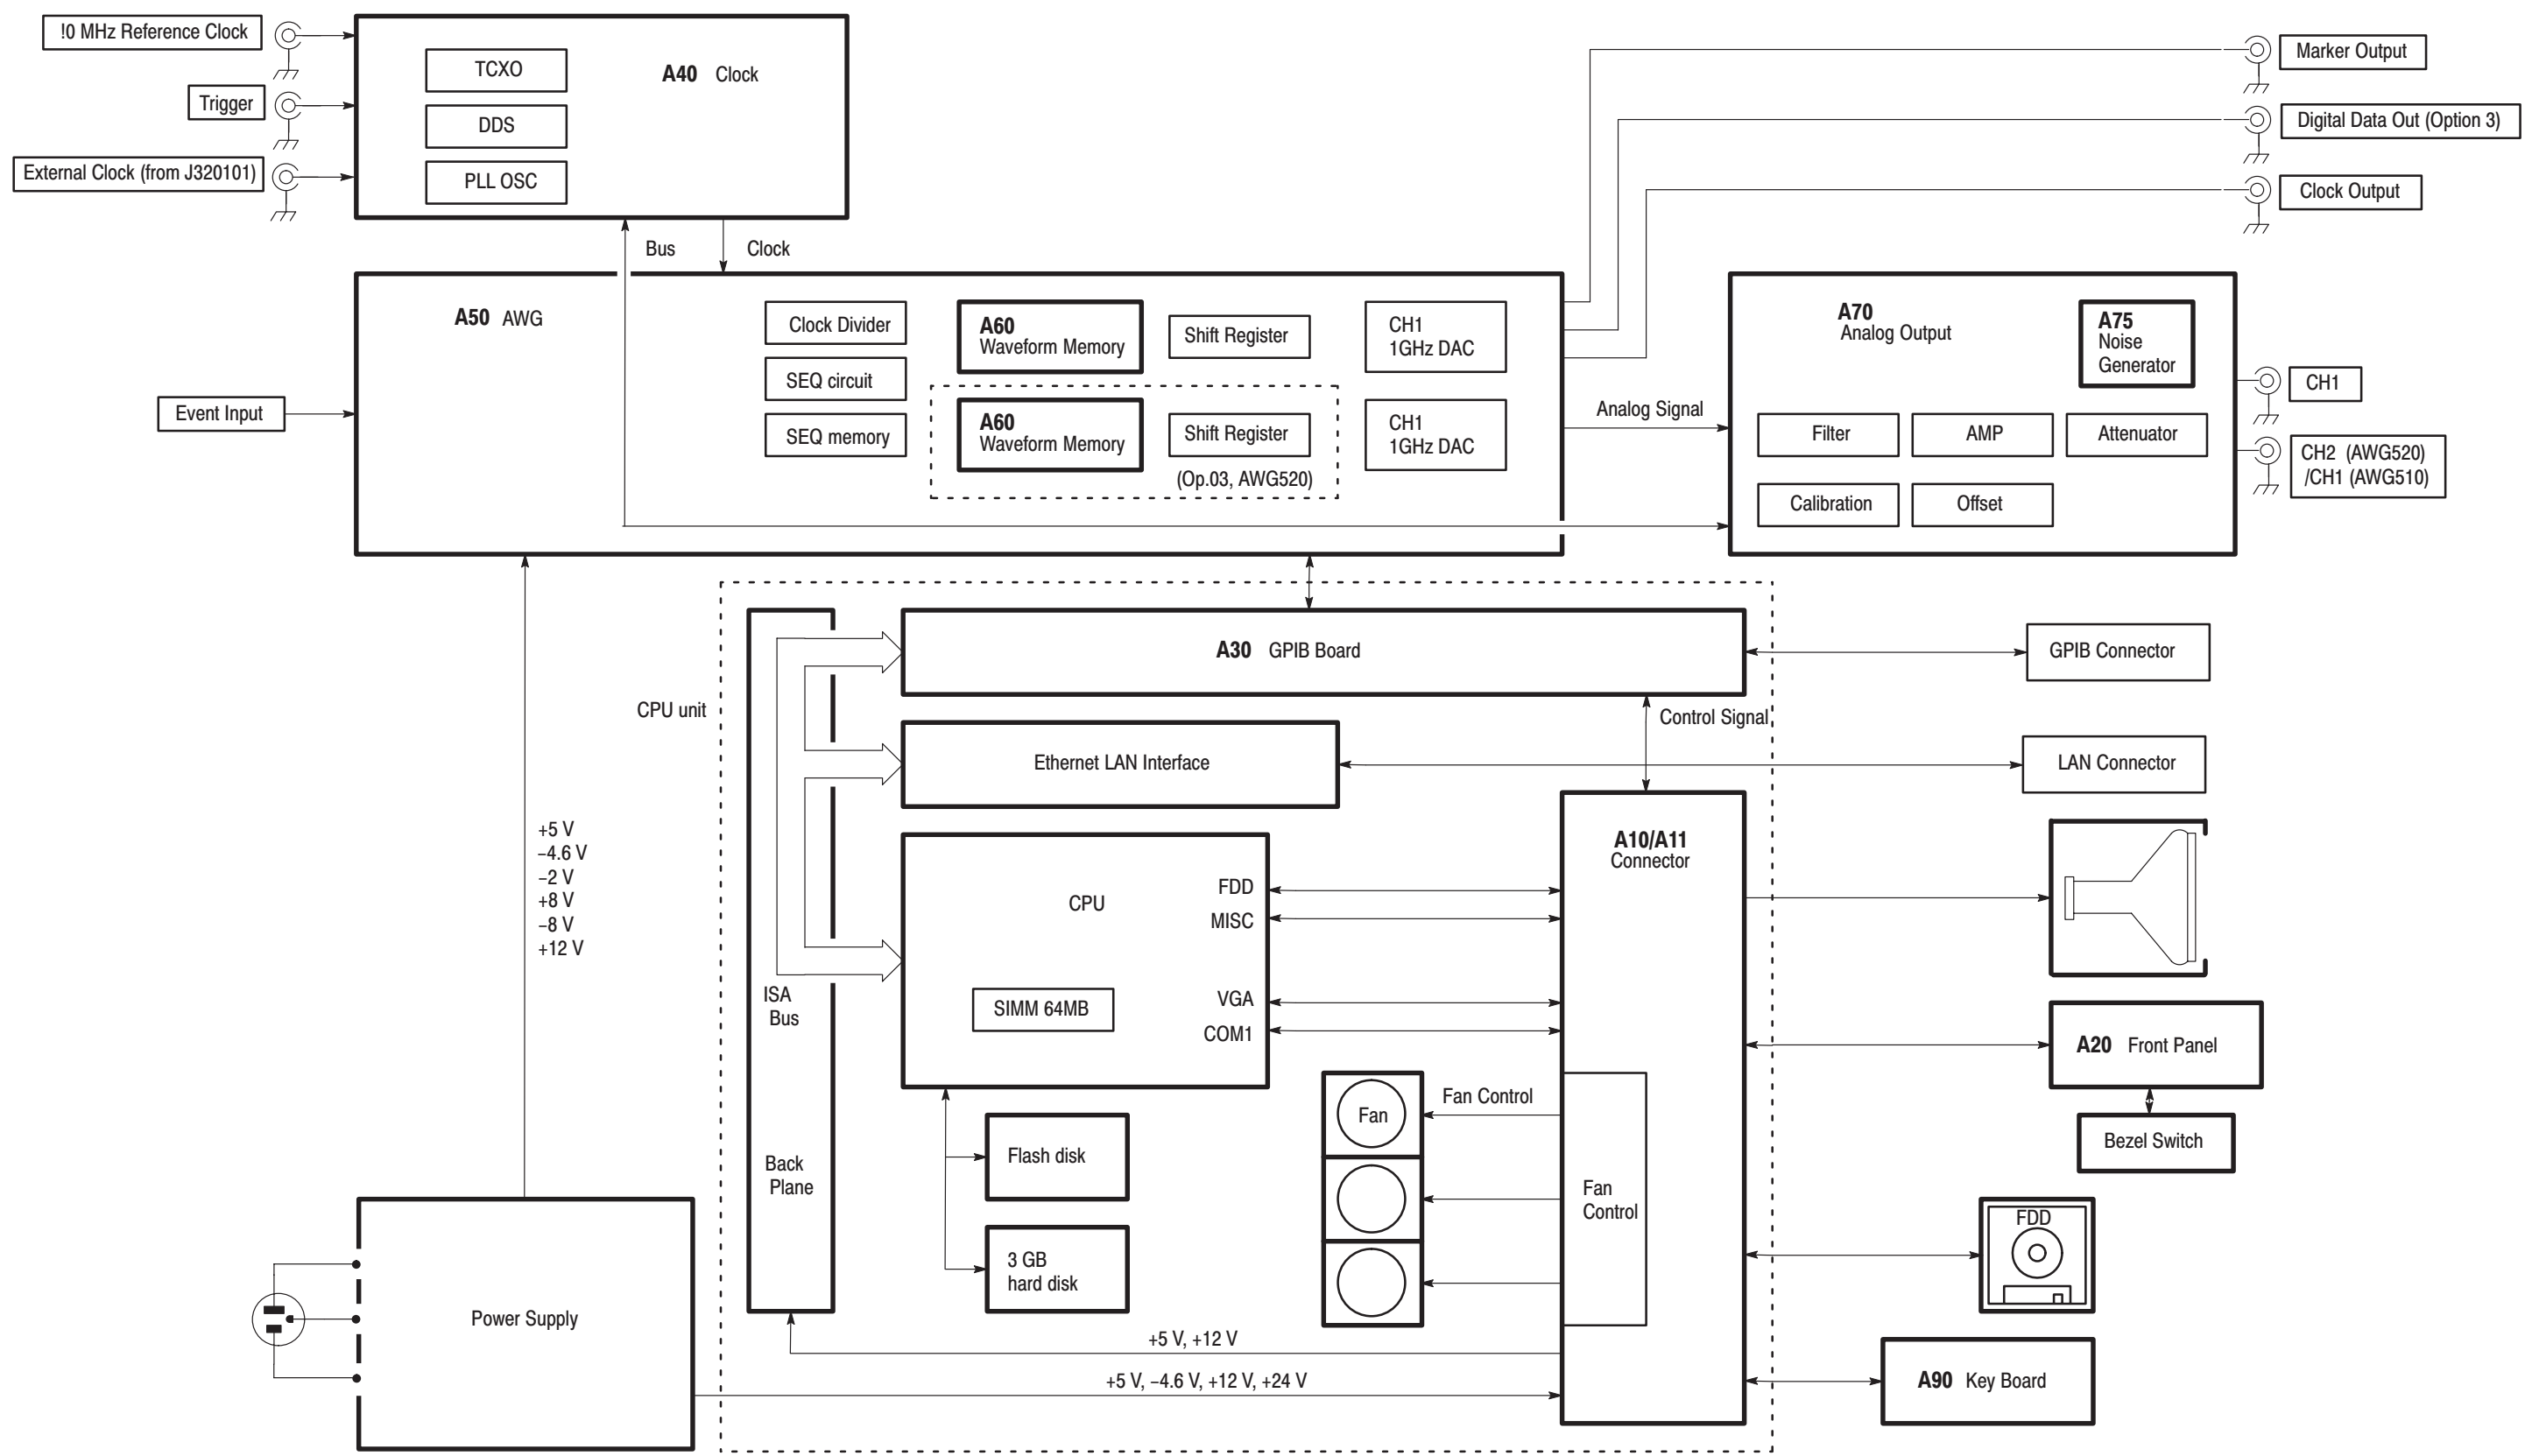 !0 MHz Reference Clock
Trigger
External Clock (from J320101)
TCXO
DDS
PLL OSC
A40 Clock
Marker Output
Digital Data Out (Option 3)
Clock Output
Bus
Clock
A50 AWG
Event Input
Clock Divider
SEQ circuit
SEQ memory
A60
Waveform Memory
Shift Register
CH1
1GHz DAC
A60
Waveform Memory
Shift Register
(Op.03, AWG520)
CH1
1GHz DAC
Analog Signal
A70
Analog Output
A75
Noise
Generator
Filter
AMP
Attenuator
Calibration
Offset
CH1
CH2 (AWG520)
/CH1 (AWG510)
CPU unit
A30 GPIB Board
GPIB Connector
Control Signal
Ethernet LAN Interface
LAN Connector
+5 V
−4.6 V
−2 V
+8 V
−8 V
+12 V
CPU
FDD
MISC
VGA
COM1
SIMM 64MB
A10/A11
Connector
ISA
Bus
Back
Plane
Flash disk
3 GB
hard disk
Fan
Fan Control
Fan
Control
A20 Front Panel
Bezel Switch
FDD
A90 Key Board
Power Supply
+5 V, +12 V
+5 V, −4.6 V, +12 V, +24 V